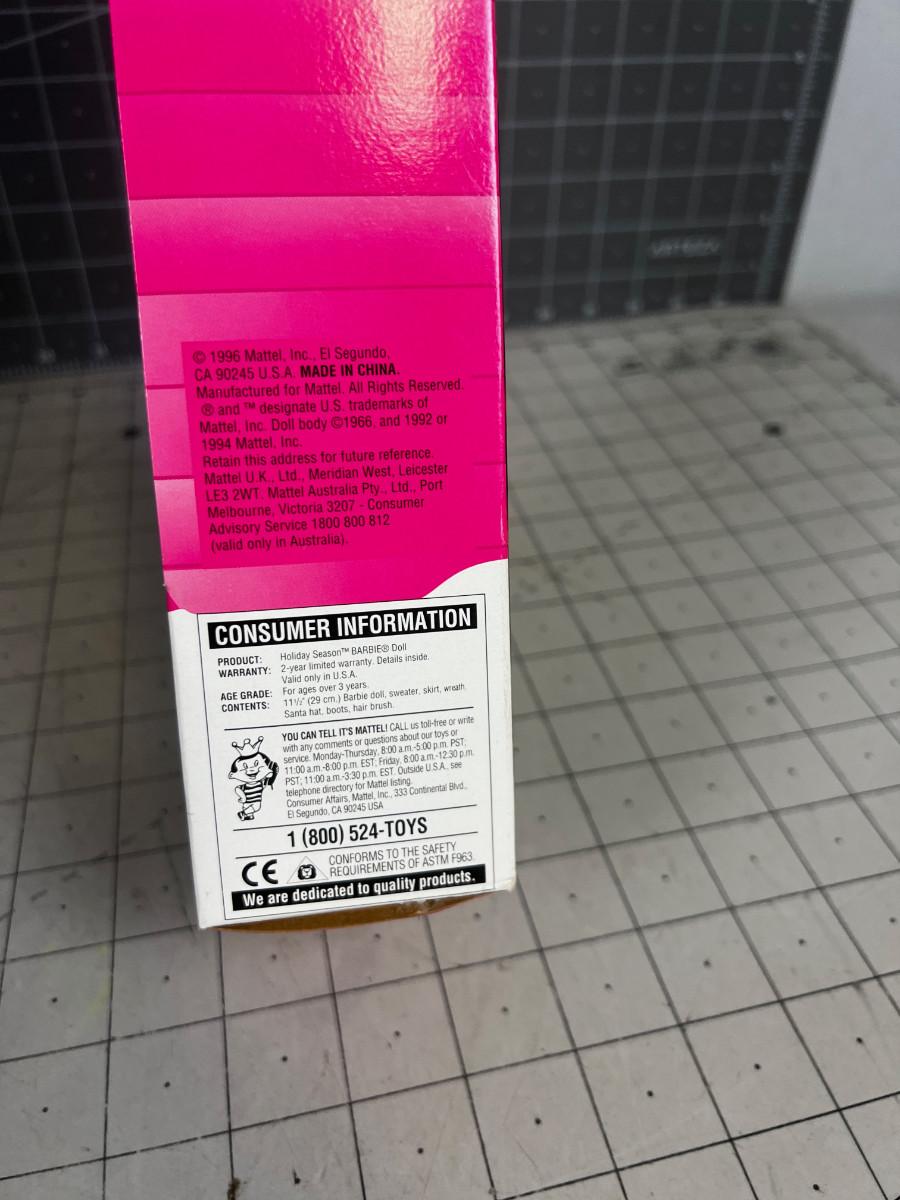 © 1996 Mattel, Inc., El Segundo,
CA 90245 U.S.A. MADE IN CHINA.
Manufactured for Mattel. All Rights Reserved.
® and ™ designate U.S. trademarks of
Mattel, Inc. Doll body ©1966, and 1992 or
1994 Mattel, Inc.
Retain this address for future reference.
Mattel U.K., Ltd., Meridian West, Leicester
LE3 2WT. Mattel Australia Pty., Ltd., Port
Melbourne, Victoria 3207 - Consumer
Advisory Service 1800 800 812
(valid only in Australia).
CONSUMER INFORMATION
PRODUCT: Holiday Season™ BARBIE® Doll
WARRANTY: 2-year limited warranty. Details inside.
Valid only in U.S.A.
AGE GRADE: For ages over 3 years.
CONTENTS: 11½" (29 cm.) Barbie doll, sweater, skirt, wreath,
Santa hat, boots, hair brush.
YOU CAN TELL IT'S MATTEL! CALL us toll-free or write
with any comments or questions about our toys or
service. Monday-Thursday, 8:00 a.m.-5:00 p.m. PST;
11:00 a.m.-8:00 p.m. EST; Friday, 8:00 a.m.-12:30 p.m.
PST; 11:00 a.m.-3:30 p.m. EST. Outside U.S.A., see
telephone directory for Mattel listing.
Consumer Affairs, Mattel, Inc., 333 Continental Blvd.,
El Segundo, CA 90245 USA
1 (800) 524-TOYS
CE
CONFORMS TO THE SAFETY
REQUIREMENTS OF ASTM F963.
We are dedicated to quality products.